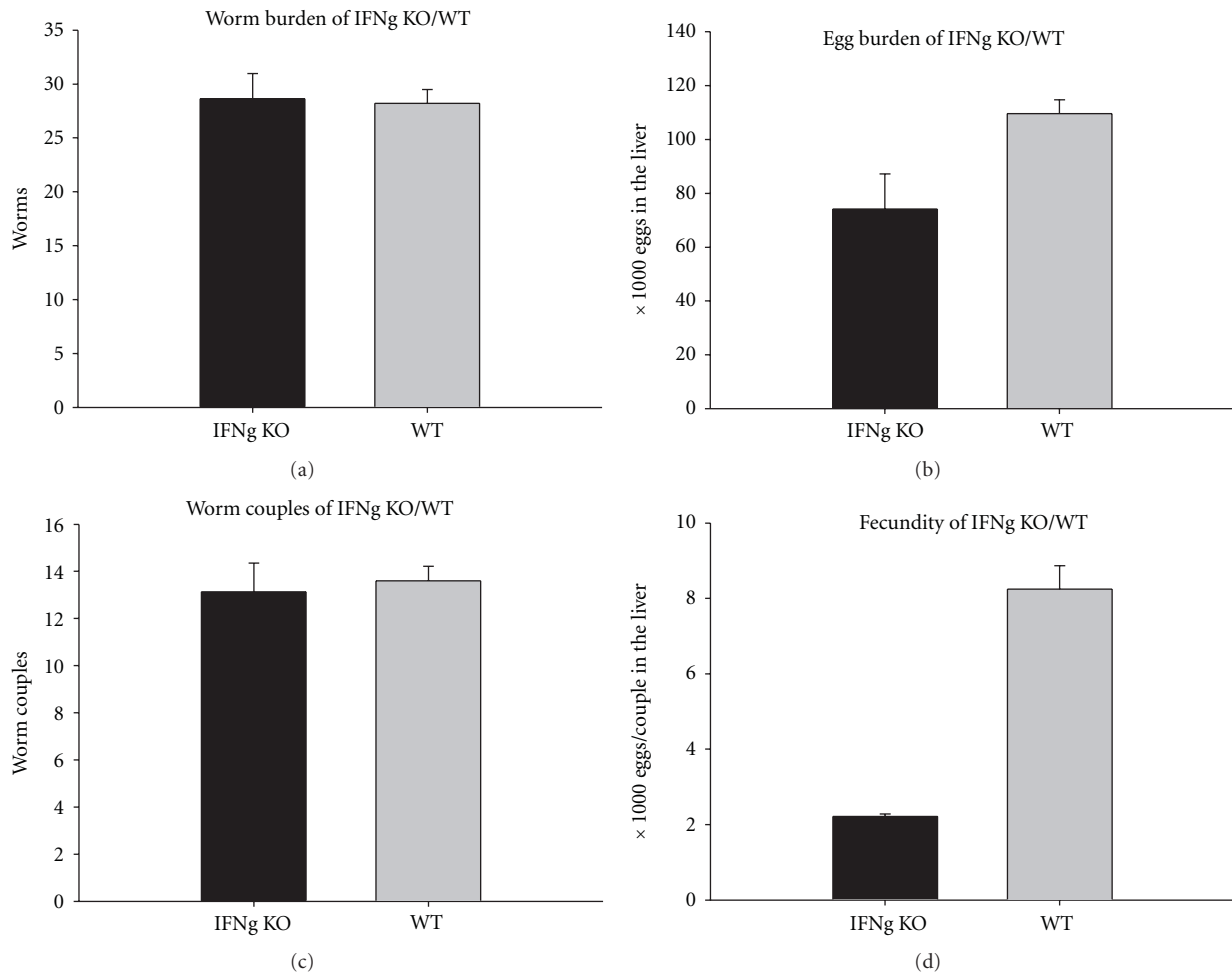 Worm burden of IFNg KO/WT
35
30
25
20
15
10
5
0
Worms
IFNg KO
WT
(a)
Egg burden of IFNg KO/WT
140
120
100
80
60
40
20
0
× 1000 eggs in the liver
IFNg KO
WT
(b)
Worm couples of IFNg KO/WT
16
14
12
10
8
6
4
2
0
Worm couples
IFNg KO
WT
(c)
Fecundity of IFNg KO/WT
10
8
6
4
2
0
× 1000 eggs/couple in the liver
IFNg KO
WT
(d)